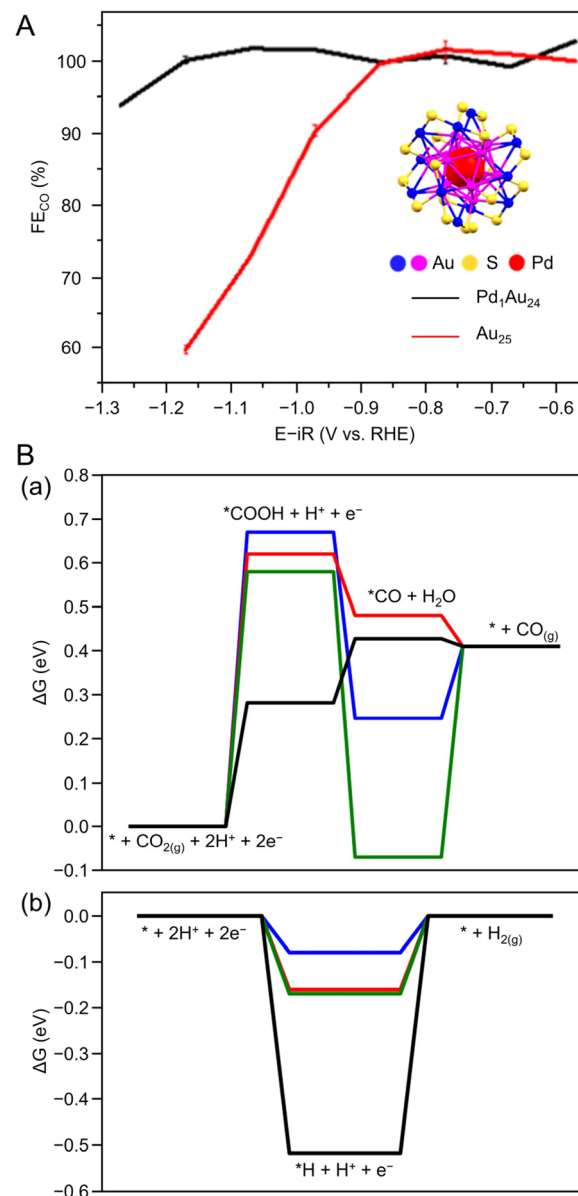 A
100
90
80
70
60
FE_CO (%)
Au S Pd
Pd₁Au₂₄
Au₂₅
−1.3 −1.2 −1.1 −1.0 −0.9 −0.8 −0.7 −0.6
E−iR (V vs. RHE)
B
(a)
0.8
0.7
0.6
0.5
0.4
0.3
0.2
0.1
0.0
−0.1
ΔG (eV)
*COOH + H⁺ + e⁻
*CO + H₂O
* + CO₍g₎
* + CO₂₍g₎ + 2H⁺ + 2e⁻
(b)
0.0
−0.1
−0.2
−0.3
−0.4
−0.5
−0.6
ΔG (eV)
* + 2H⁺ + 2e⁻
* + H₂₍g₎
*H + H⁺ + e⁻